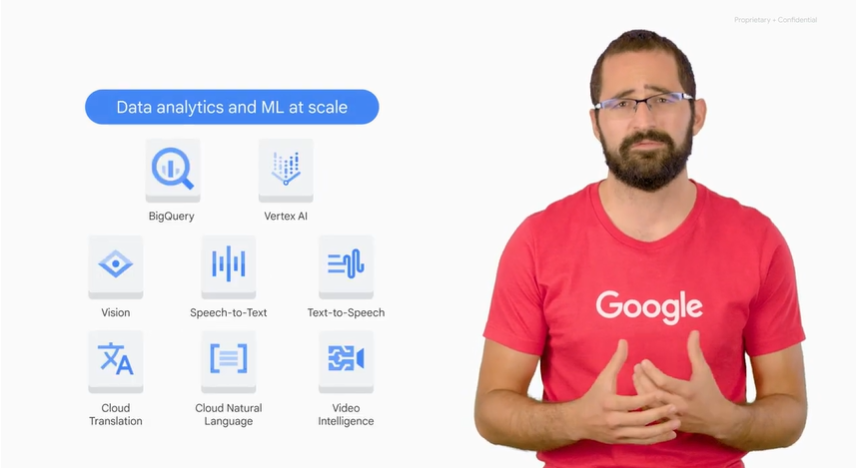 Proprietary + Confidential
Data analytics and ML at scale
BigQuery
Vertex AI
Vision
Speech-to-Text
Text-to-Speech
Cloud
Translation
Cloud Natural
Language
Video
Intelligence
Google